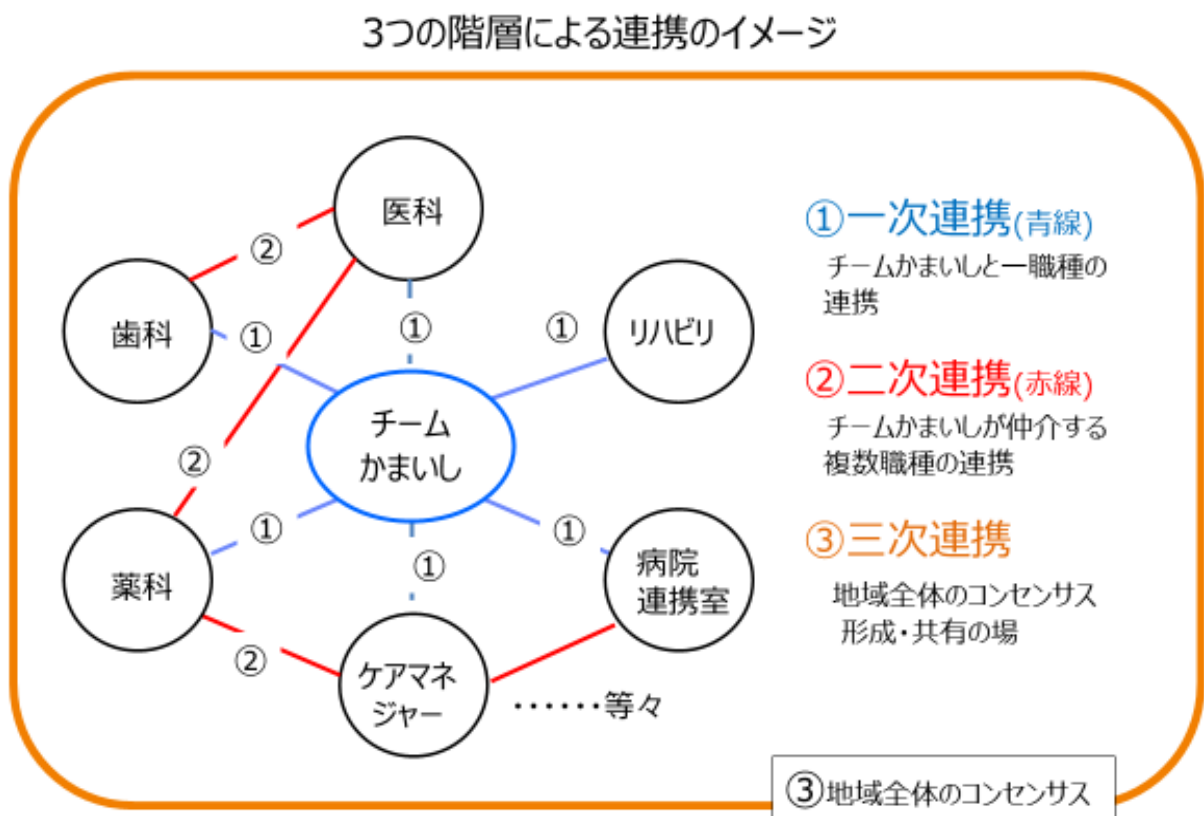 3つの階層による連携のイメージ
医科
②
歯科
①
①
①
リハビリ
チーム
かまいし
②
①
①
①
薬科
病院
連携室
②
ケアマネ
ジャー
……等々
①一次連携(青線)
チームかまいしと一職種の
連携
②二次連携(赤線)
チームかまいしが仲介する
複数職種の連携
③三次連携
地域全体のコンセンサス
形成・共有の場
③地域全体のコンセンサス